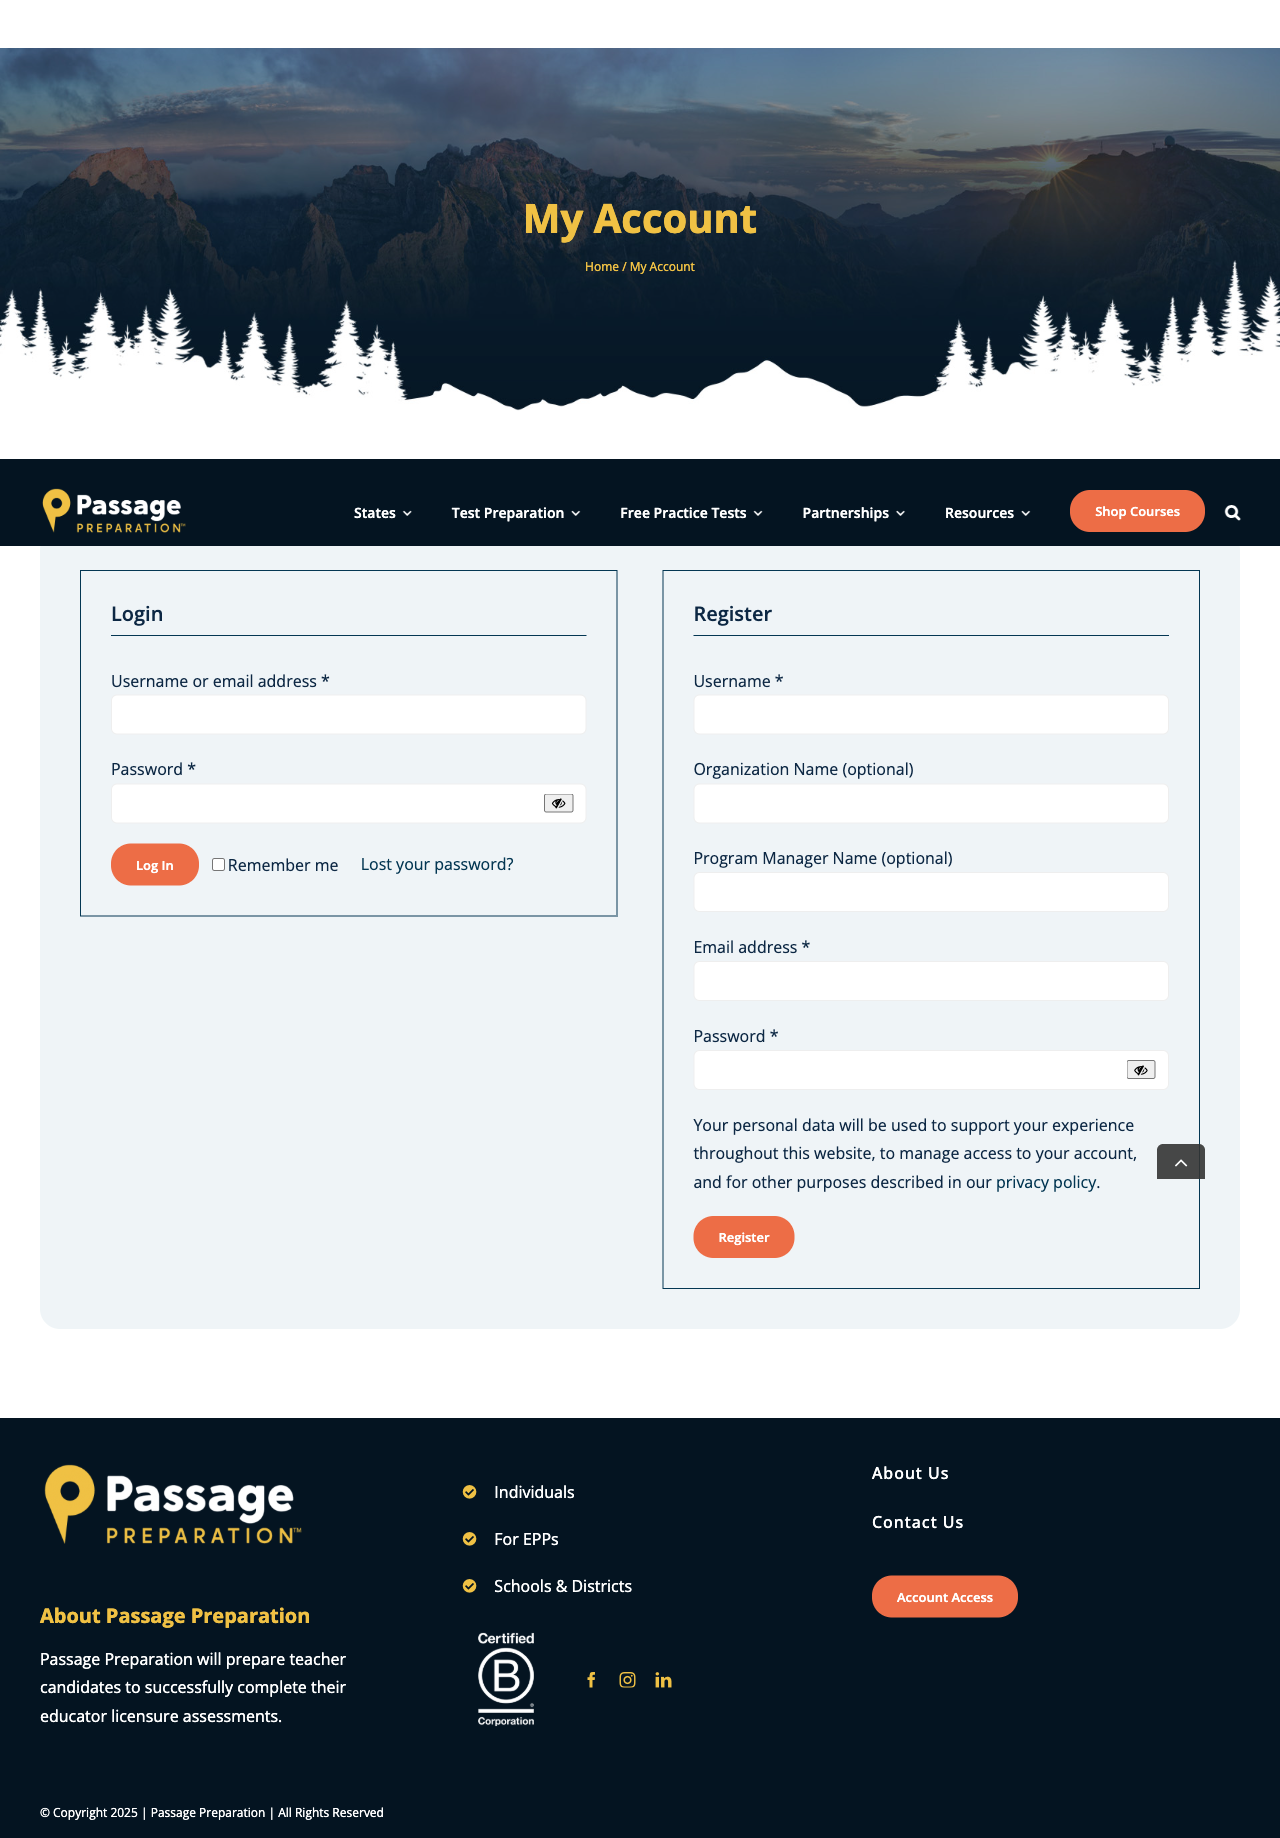 My Account
Home / My Account
Passage
PREPARATION™
States
Test Preparation
Free Practice Tests
Partnerships
Resources
Shop Courses
Login
Username or email address *
Password *
Log In
Remember me
Lost your password?
Register
Username *
Organization Name (optional)
Program Manager Name (optional)
Email address *
Password *
Your personal data will be used to support your experience
throughout this website, to manage access to your account,
and for other purposes described in our privacy policy.
Register
Passage
PREPARATION™
About Passage Preparation
Passage Preparation will prepare teacher
candidates to successfully complete their
educator licensure assessments.
Individuals
For EPPs
Schools & Districts
Certified
B
®
Corporation
About Us
Contact Us
Account Access
© Copyright 2025 | Passage Preparation | All Rights Reserved